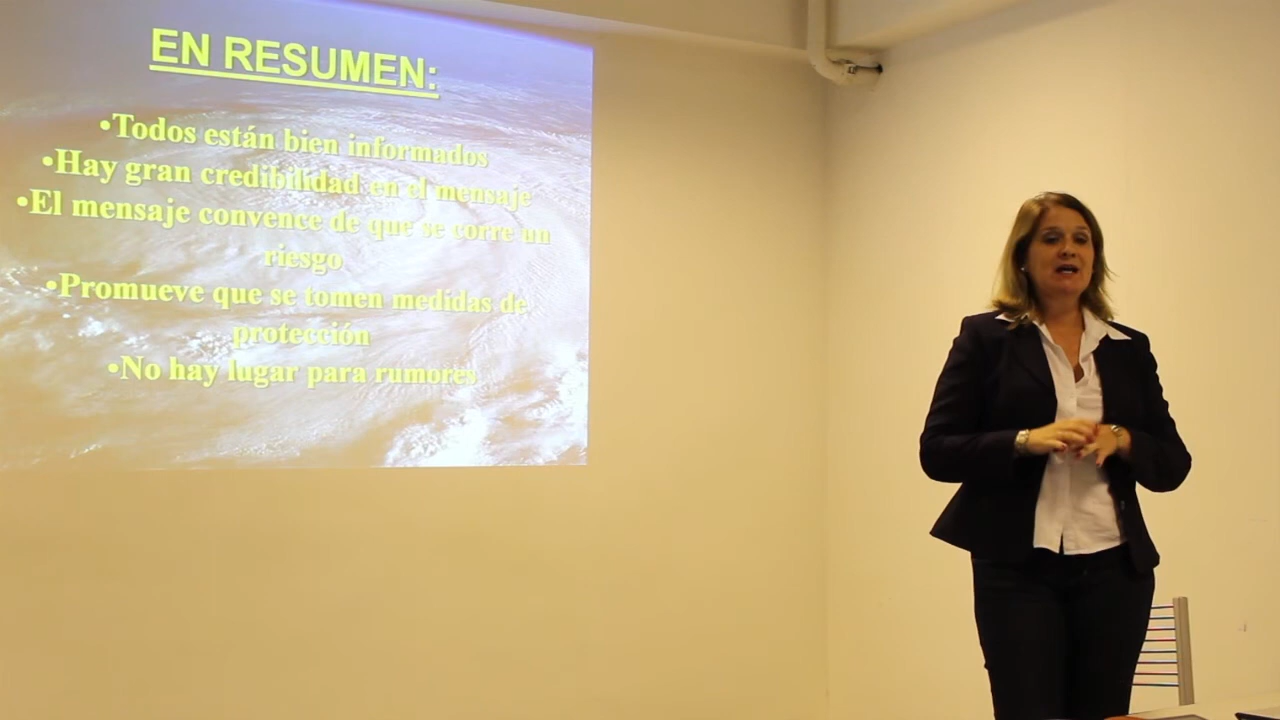 EN RESUMEN:
•Todos están bien informados
•Hay gran credibilidad en el mensaje
•El mensaje convence de que se corre un
riesgo
•Promueve que se tomen medidas de
protección
•No hay lugar para rumores